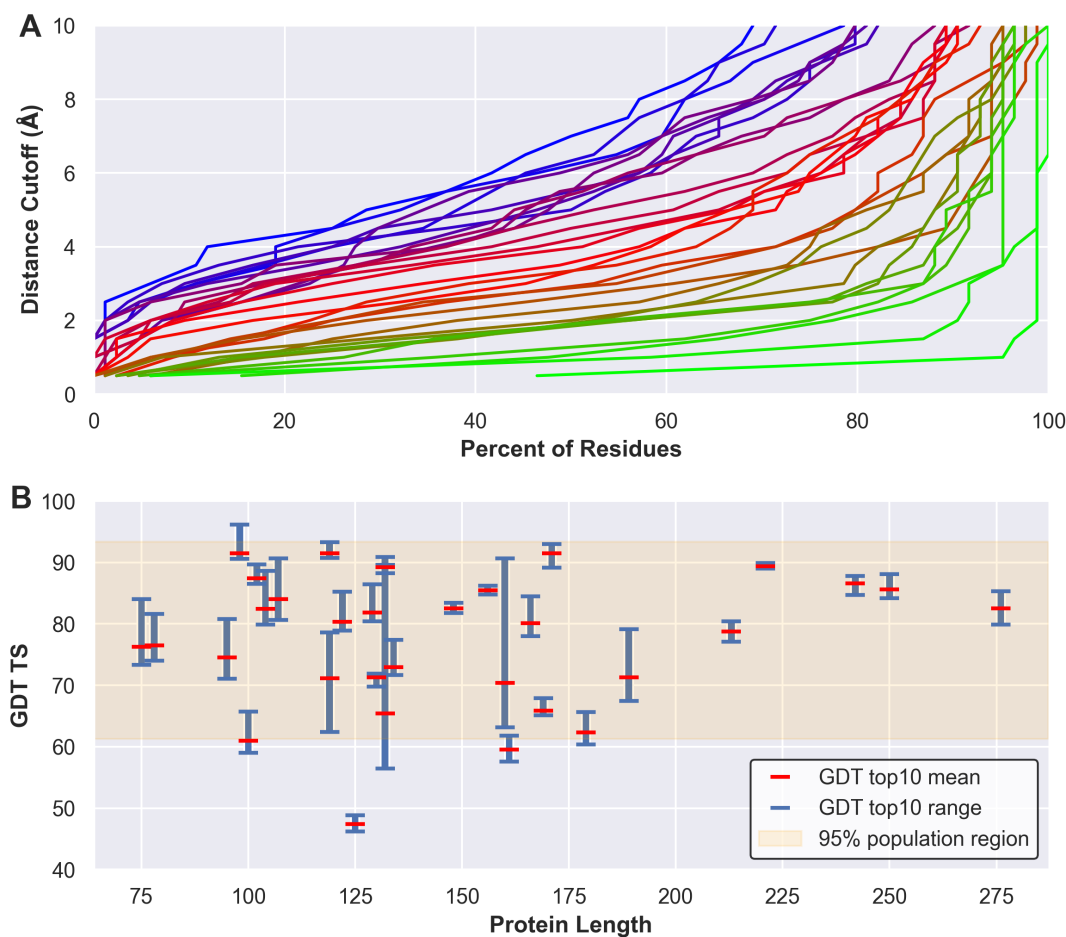 A
Distance Cutoff (Å)
10
8
6
4
2
0
0 20 40 60 80 100
Percent of Residues
B
GDT TS
100
90
80
70
60
50
40
GDT top10 mean
GDT top10 range
95% population region
75 100 125 150 175 200 225 250 275
Protein Length